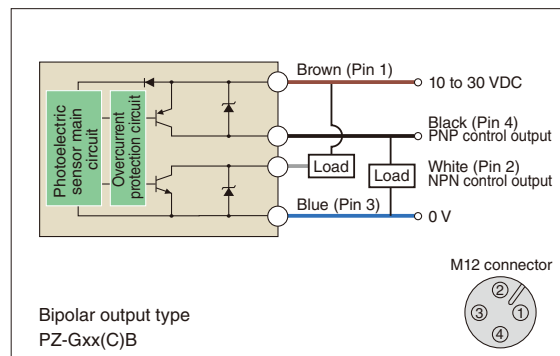 Photoelectric
sensor main
circuit
Overcurrent
protection circuit
Brown (Pin 1)
10 to 30 VDC
Black (Pin 4)
PNP control output
Load
White (Pin 2)
NPN control output
Load
Blue (Pin 3)
0 V
M12 connector
2
3
1
4
Bipolar output type
PZ-Gxx(C)B